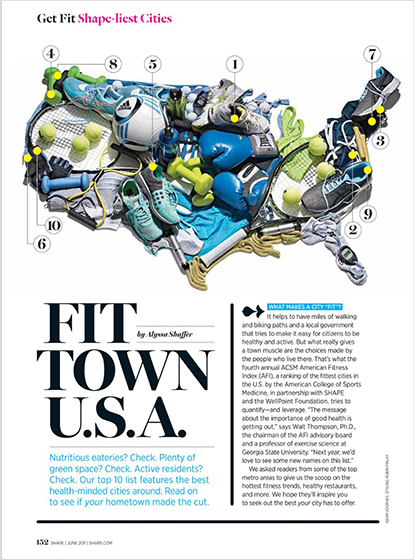 Get Fit Shape-liest Cities
4
8
5
1
7
3
10
6
2
9
FIT
by Alyssa Shaffer
TOWN
U.S.A.
Nutritious eateries? Check. Plenty of
green space? Check. Active residents?
Check. Our top 10 list features the best
health-minded cities around. Read on
to see if your hometown made the cut.
WHAT MAKES A CITY "FIT"?
It helps to have miles of walking
and biking paths and a local government
that tries to make it easy for citizens to be
healthy and active. But what really gives
a town muscle are the choices made by
the people who live there. That's what the
fourth annual ACSM American Fitness
Index (AFI), a ranking of the fittest cities
in the U.S. by the American College of Sports
Medicine, in partnership with SHAPE
and the WellPoint Foundation, tries to
quantify—and leverage. "The message
about the importance of good health is
getting out," says Walt Thompson, Ph.D.,
the chairman of the AFI advisory board
and a professor of exercise science at
Georgia State University. "Next year, we'd
love to see some new names on this list."
We asked readers from some of the top
metro areas to give us the scoop on the
hottest fitness trends, healthy restaurants,
and more. We hope they'll inspire you
to seek out the best your city has to offer.
152 SHAPE | JUNE 2011 | SHAPE.COM